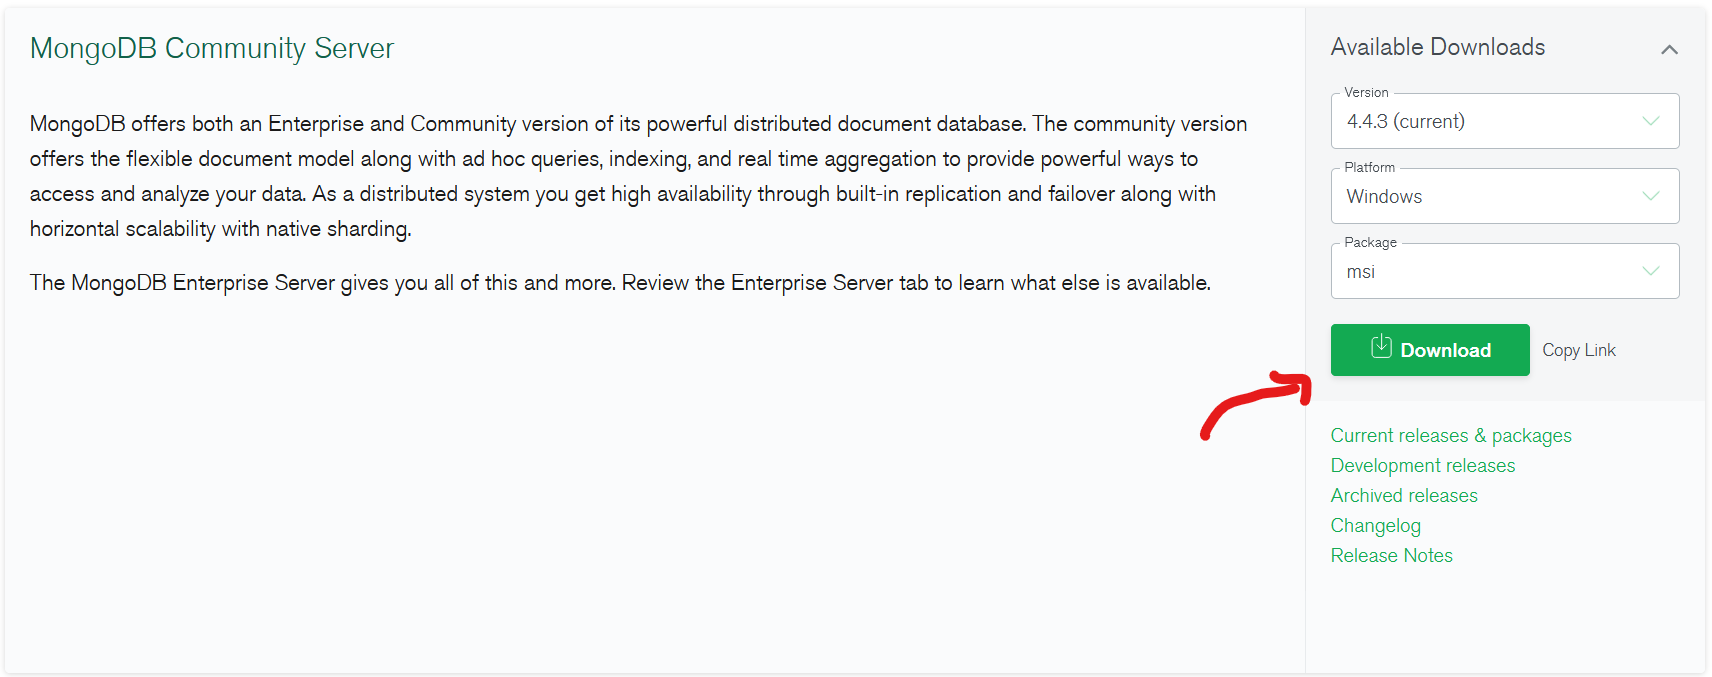 MongoDB Community Server
MongoDB offers both an Enterprise and Community version of its powerful distributed document database. The community version
offers the flexible document model along with ad hoc queries, indexing, and real time aggregation to provide powerful ways to
access and analyze your data. As a distributed system you get high availability through built-in replication and failover along with
horizontal scalability with native sharding.
The MongoDB Enterprise Server gives you all of this and more. Review the Enterprise Server tab to learn what else is available.
Available Downloads
Version
4.4.3 (current)
Platform
Windows
Package
msi
Download
Copy Link
Current releases & packages
Development releases
Archived releases
Changelog
Release Notes